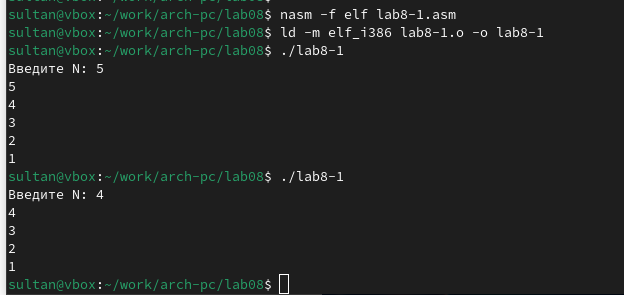 sultan@vbox:~/work/arch-pc/lab08$ nasm -f elf lab8-1.asm
sultan@vbox:~/work/arch-pc/lab08$ ld -m elf_i386 lab8-1.o -o lab8-1
sultan@vbox:~/work/arch-pc/lab08$ ./lab8-1
Введите N: 5
5
4
3
2
1
sultan@vbox:~/work/arch-pc/lab08$ ./lab8-1
Введите N: 4
4
3
2
1
sultan@vbox:~/work/arch-pc/lab08$